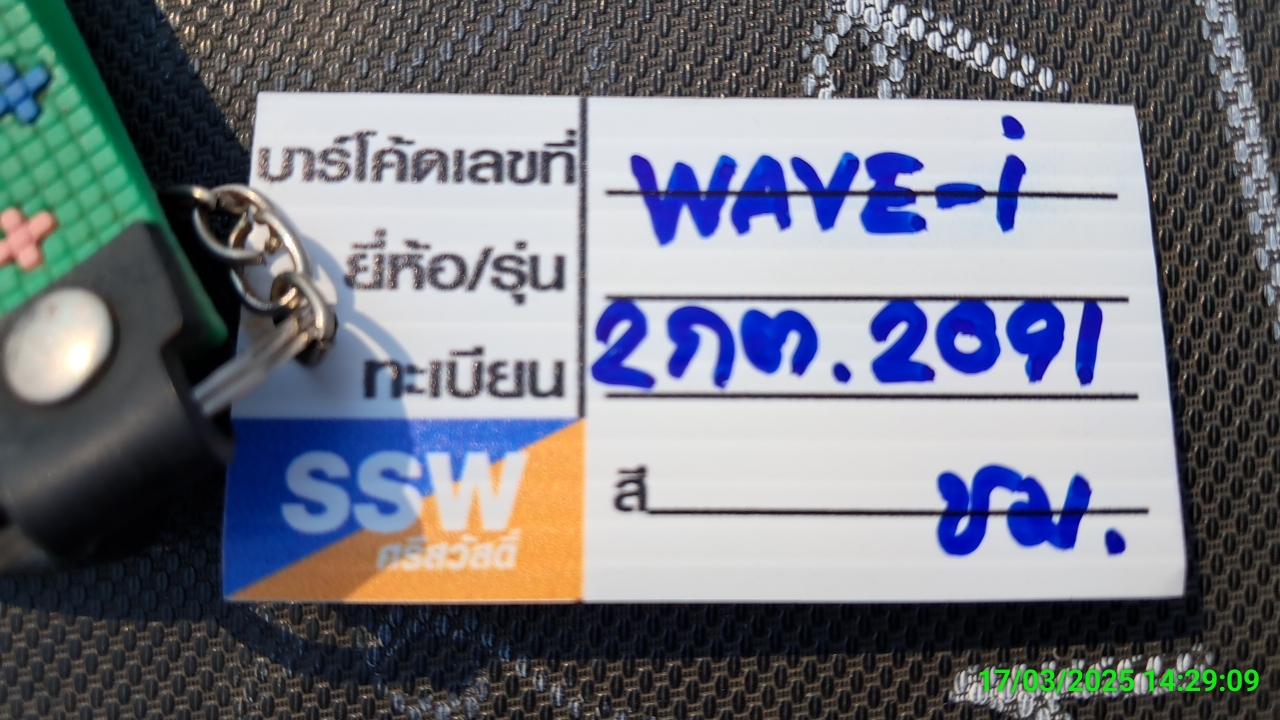 บาร์โค้ดเลขที่ WAVE-i
ยี่ห้อ/รุ่น
ทะเบียน 2กต.2091
สี ชม.
SSW
ศรีสวัสดิ์
17/03/2025 14:29:09